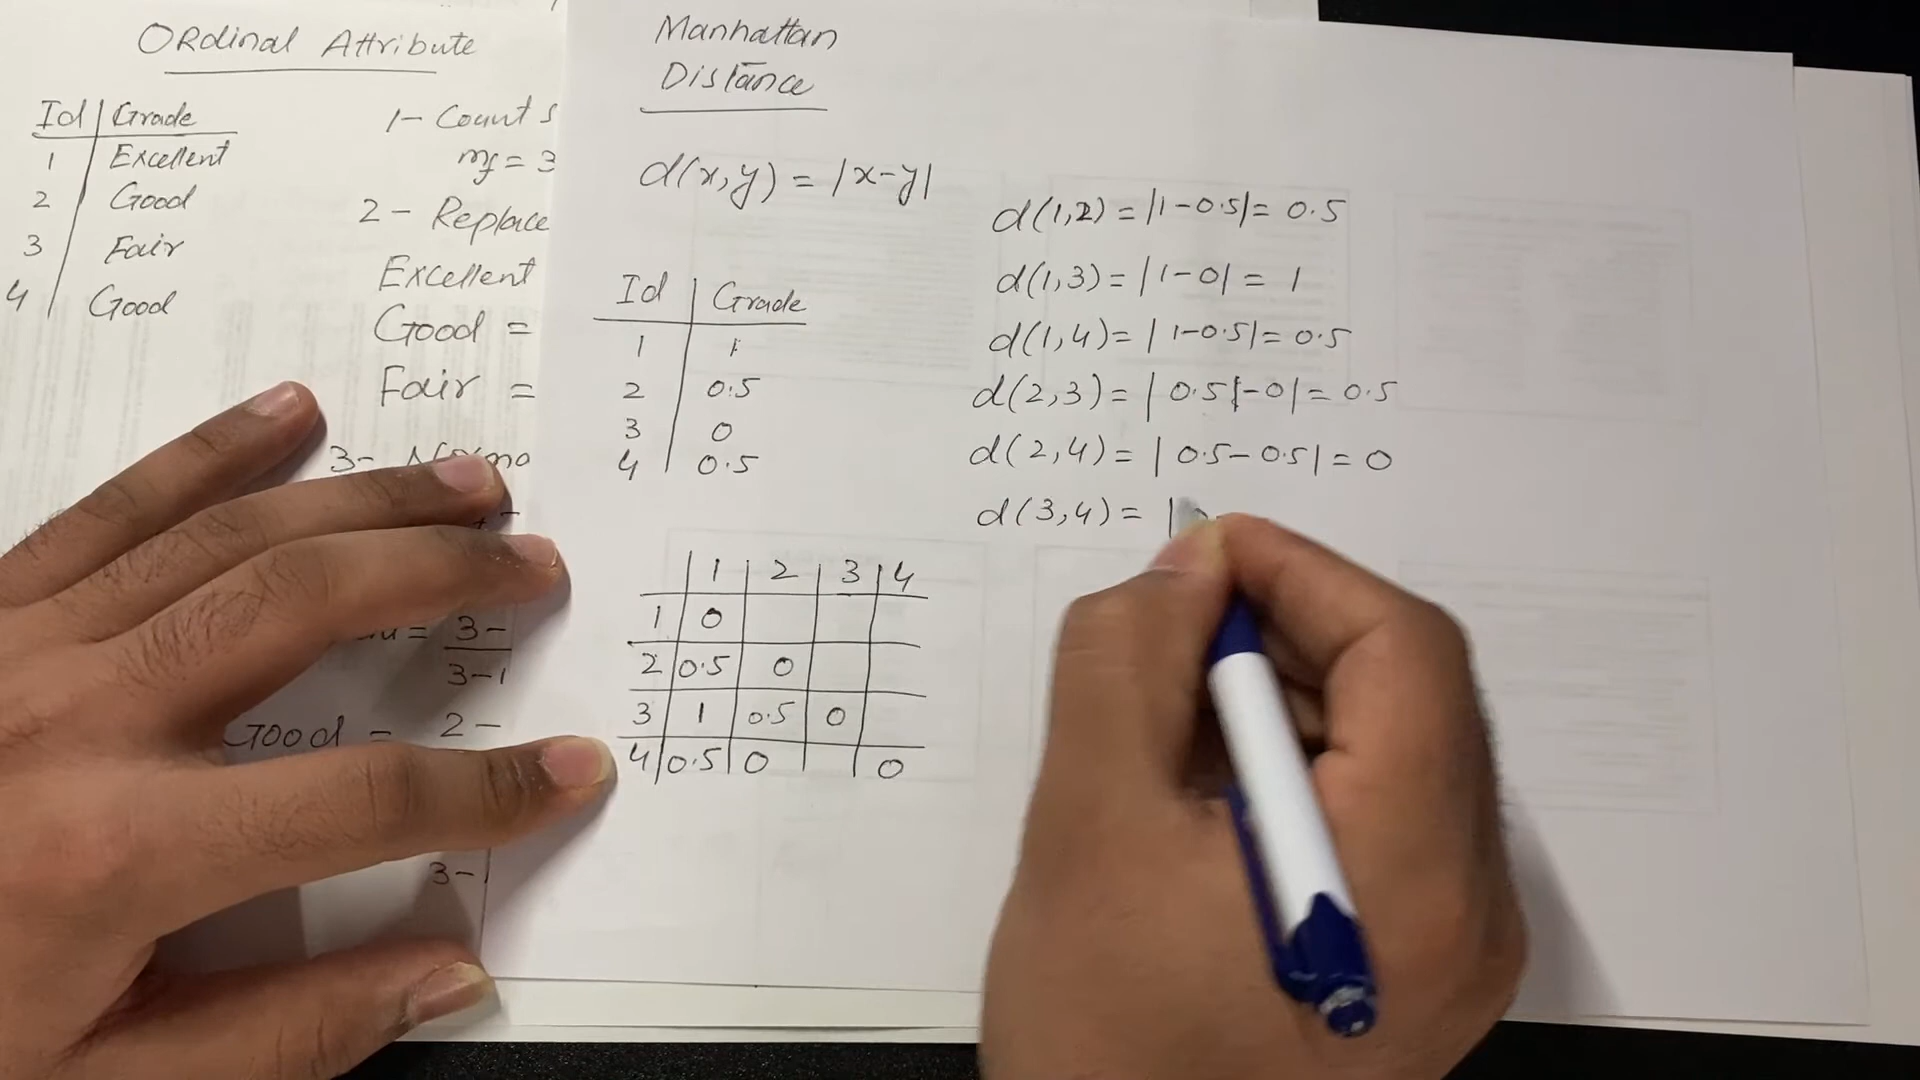 Ordinal Attribute
Id Grade
1 Excellent
2 Good
3 Fair
4 Good
1- Count
mf = 3
2- Replace
Excellent
Good =
Fair =
3-
= 3-
3-1
Good = 2-
3-1
Manhattan
Distance
d(x,y) = |x-y|
Id Grade
1 1
2 0.5
3 0
4 0.5
1 2 3 4
1 0
2 0.5 0
3 1 0.5 0
4 0.5 0 0
d(1,2) = |1-0.5| = 0.5
d(1,3) = |1-0| = 1
d(1,4) = |1-0.5| = 0.5
d(2,3) = |0.5|-0| = 0.5
d(2,4) = |0.5-0.5| = 0
d(3,4) = |0-